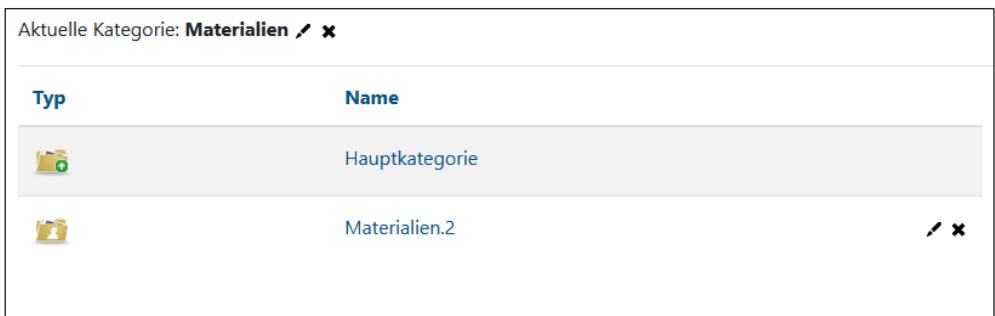 Aktuelle Kategorie: Materialien
Typ Name
Hauptkategorie
Materialien.2